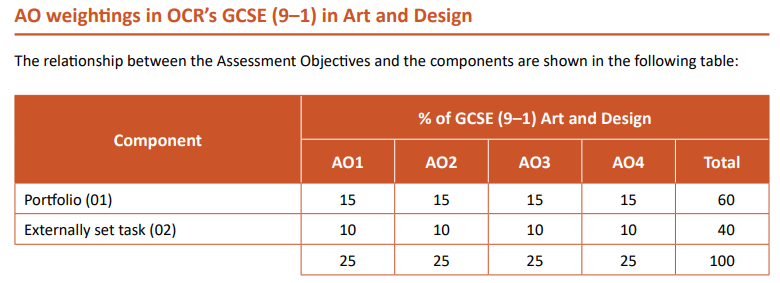 AO weightings in OCR's GCSE (9–1) in Art and Design
The relationship between the Assessment Objectives and the components are shown in the following table:
Component
% of GCSE (9–1) Art and Design
AO1 AO2 AO3 AO4 Total
Portfolio (01) 15 15 15 15 60
Externally set task (02) 10 10 10 10 40
25 25 25 25 100